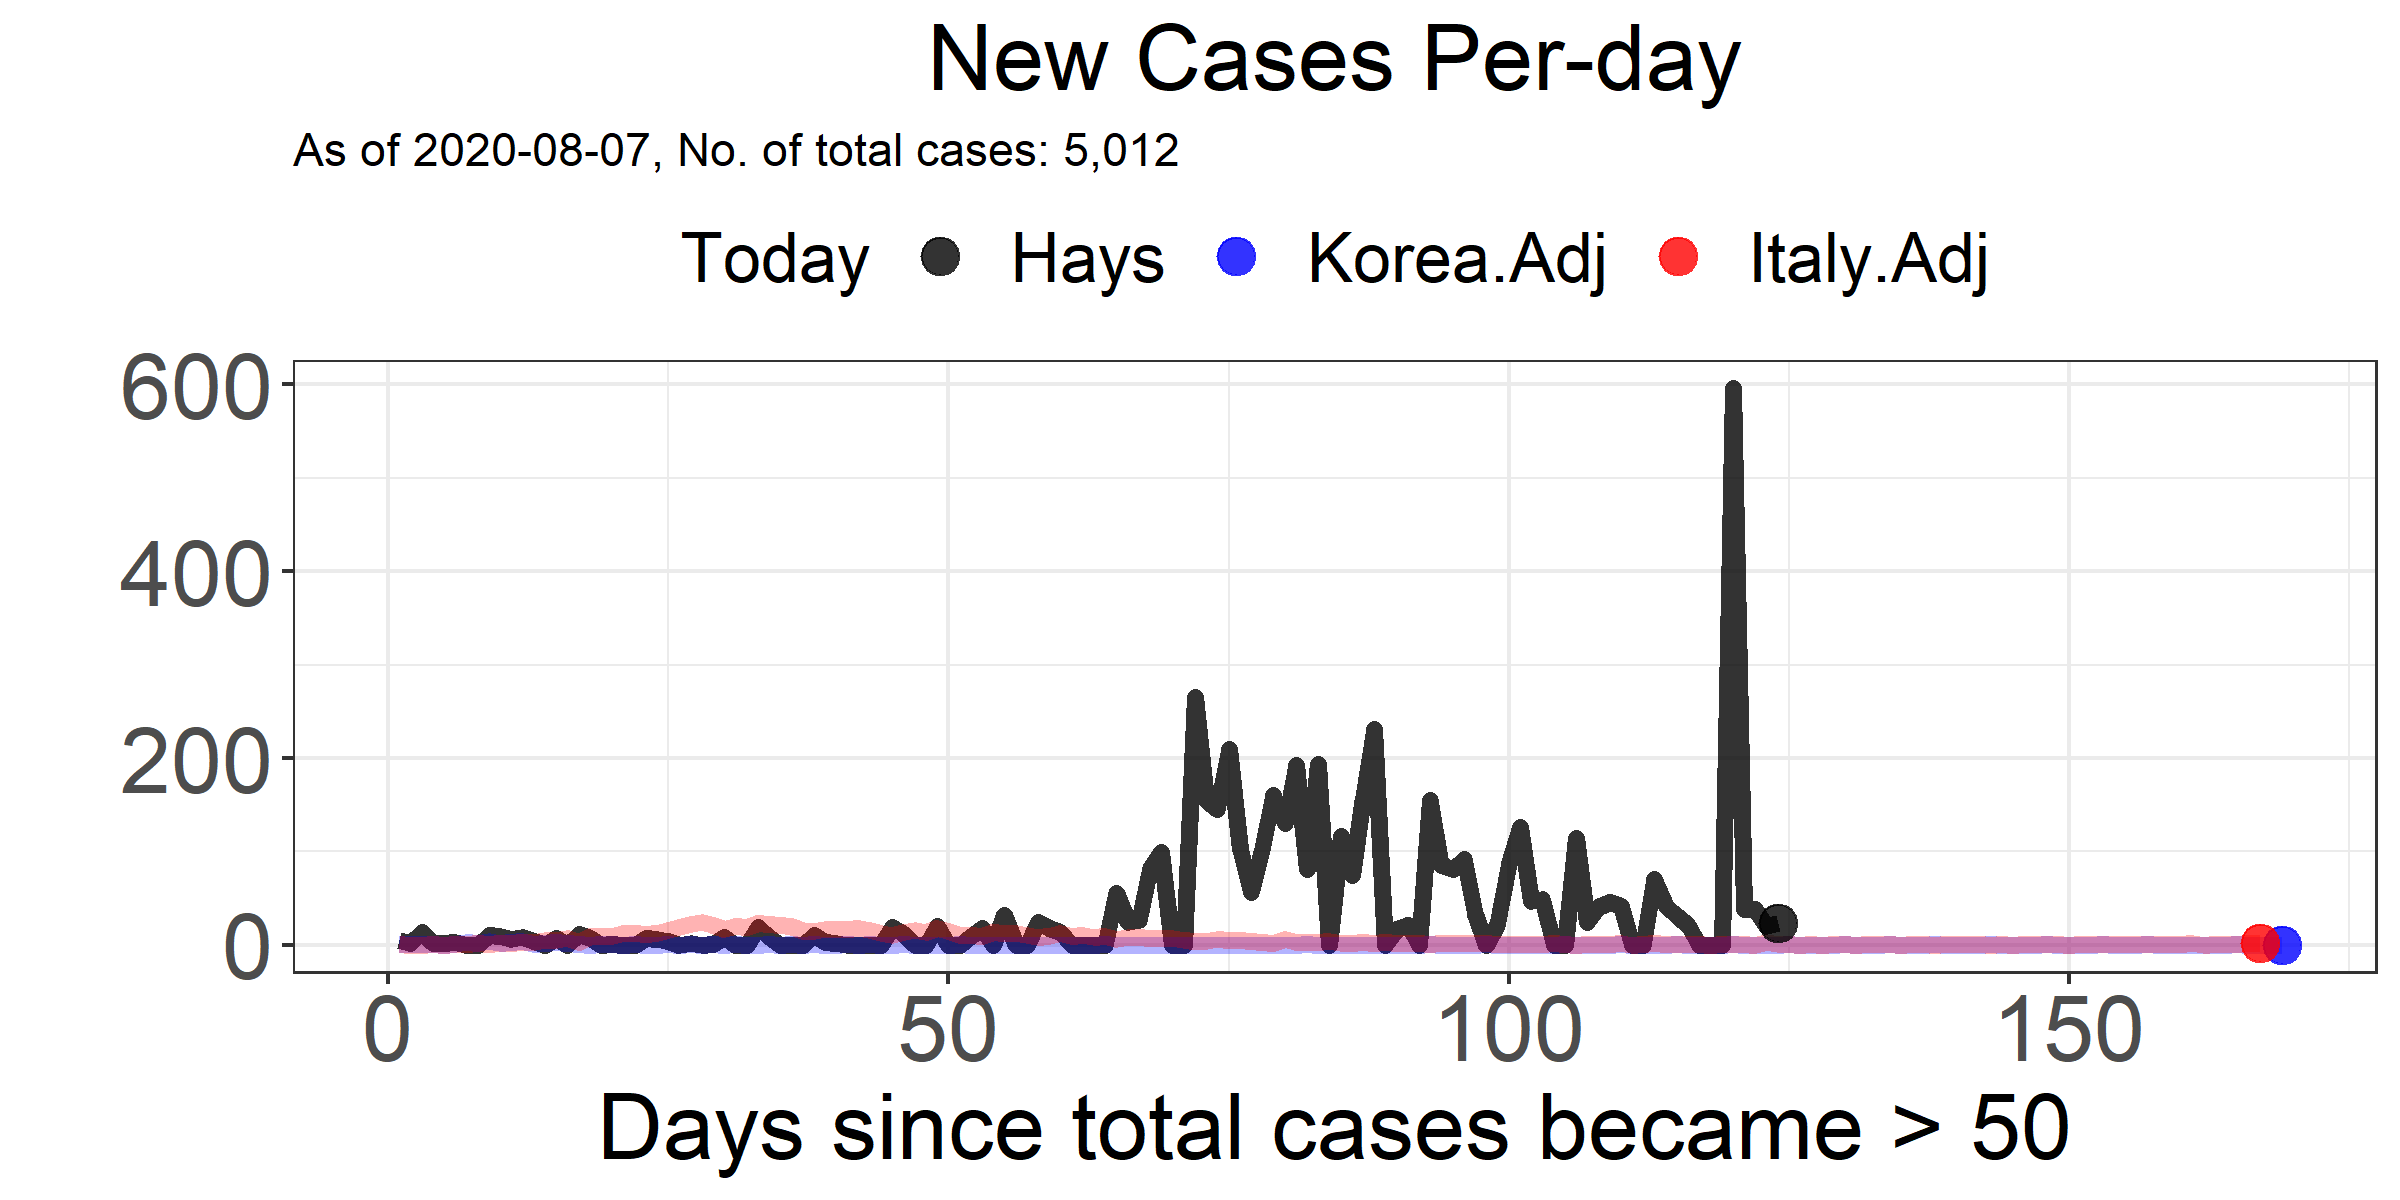 New Cases Per-day
As of 2020-08-07, No. of total cases: 5,012
Today Hays Korea.Adj Italy.Adj
600
400
200
0
0 50 100 150
Days since total cases became > 50